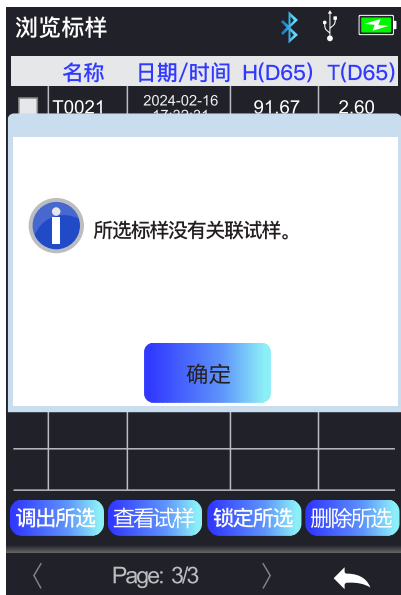 浏览标样
名称 日期/时间 H(D65) T(D65)
T0021 2024-02-16 91.67 2.60
所选标样没有关联试样。
确定
调出所选 查看试样 锁定所选 删除所选
Page: 3/3